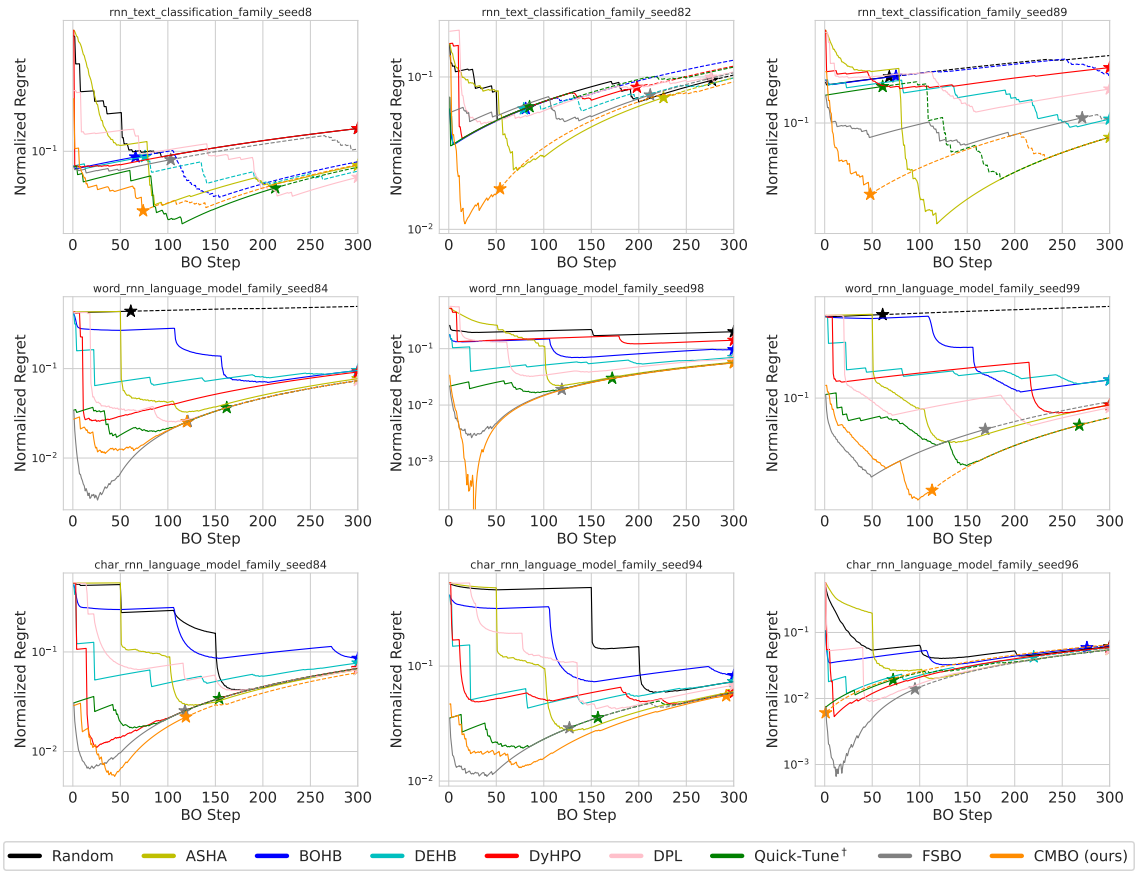 rnn_text_classification_family_seed8
rnn_text_classification_family_seed82
rnn_text_classification_family_seed89
Normalized Regret
10⁻¹
0 50 100 150 200 250 300
BO Step
Normalized Regret
10⁻¹
10⁻²
0 50 100 150 200 250 300
BO Step
Normalized Regret
10⁻¹
0 50 100 150 200 250 300
BO Step
word_rnn_language_model_family_seed84
word_rnn_language_model_family_seed98
word_rnn_language_model_family_seed99
Normalized Regret
10⁻¹
10⁻²
0 50 100 150 200 250 300
BO Step
Normalized Regret
10⁻¹
10⁻²
10⁻³
0 50 100 150 200 250 300
BO Step
Normalized Regret
10⁻¹
0 50 100 150 200 250 300
BO Step
char_rnn_language_model_family_seed84
char_rnn_language_model_family_seed94
char_rnn_language_model_family_seed96
Normalized Regret
10⁻¹
10⁻²
0 50 100 150 200 250 300
BO Step
Normalized Regret
10⁻¹
10⁻²
0 50 100 150 200 250 300
BO Step
Normalized Regret
10⁻¹
10⁻²
10⁻³
0 50 100 150 200 250 300
BO Step
Random ASHA BOHB DEHB DyHPO DPL Quick-Tune† FSBO CMBO (ours)